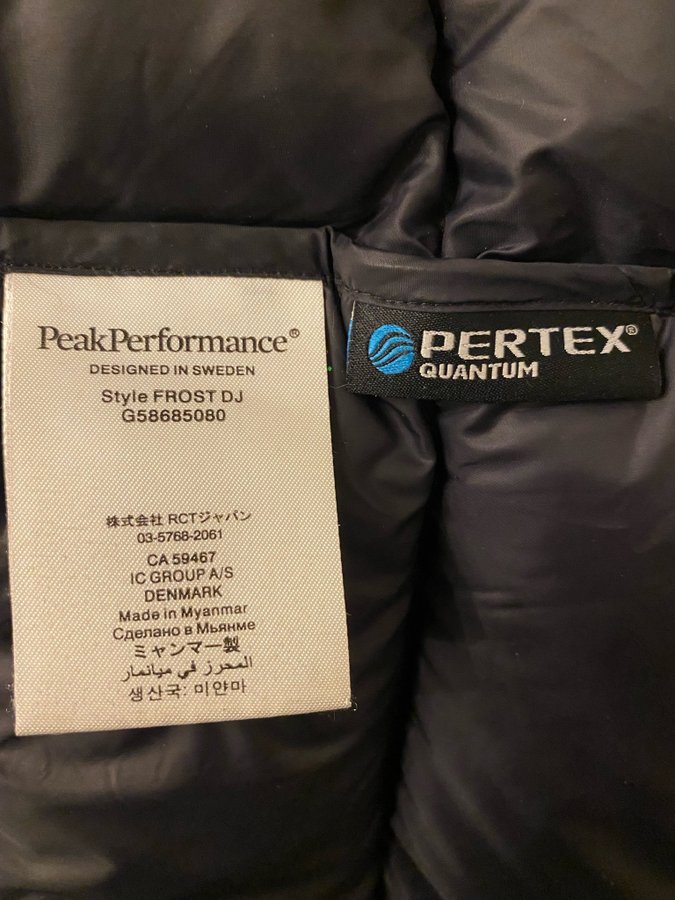 PeakPerformance®
DESIGNED IN SWEDEN
Style FROST DJ
G58685080
株式会社 RCTジャパン
03-5768-2061
CA 59467
IC GROUP A/S
DENMARK
Made in Myanmar
Сделано в Мьянме
ミャンマー製
المحرز في ميانمار
생산국: 미얀마
PERTEX®
QUANTUM